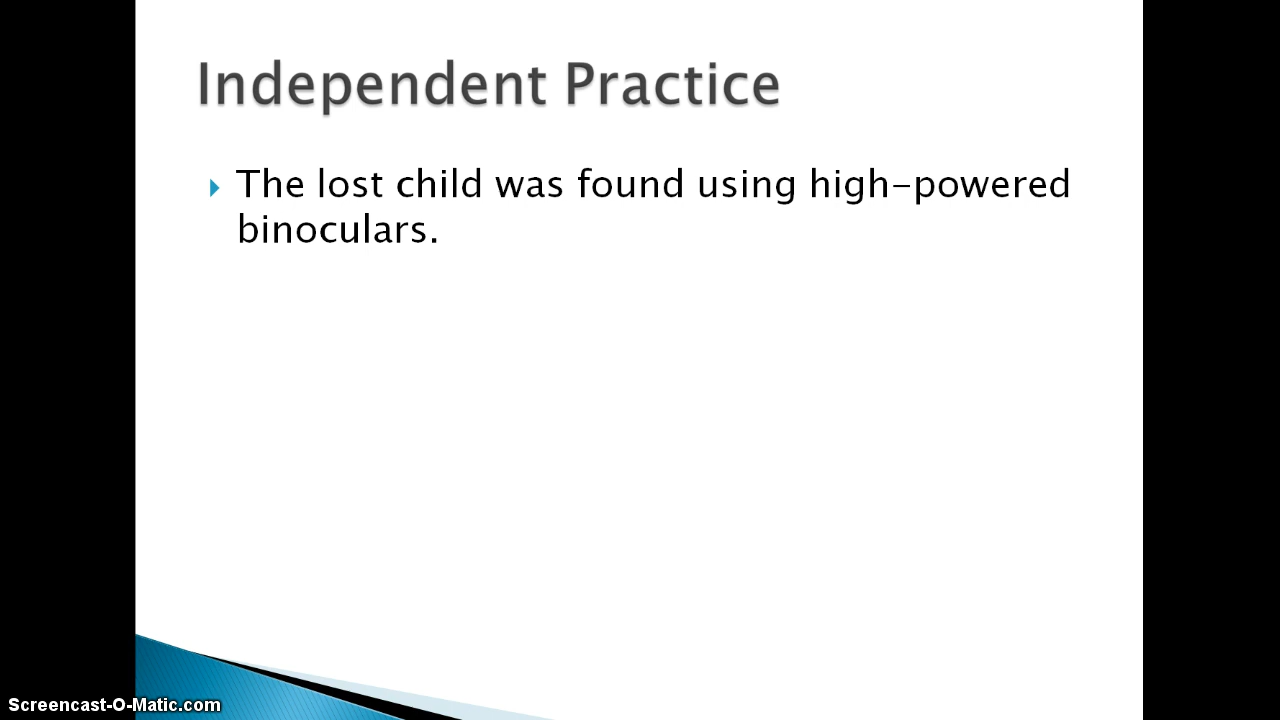 Independent Practice
The lost child was found using high-powered
binoculars.
Screencast-O-Matic.com